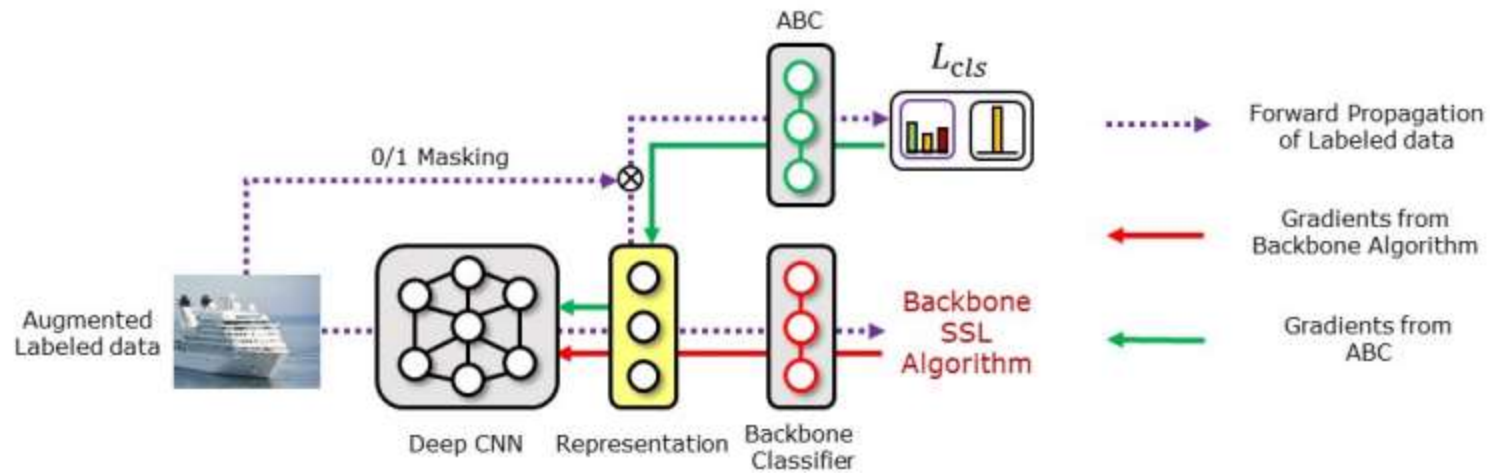 ABC
L_cls
0/1 Masking
Forward Propagation
of Labeled data
Gradients from
Backbone Algorithm
Augmented
Labeled data
Backbone
SSL
Algorithm
Gradients from
ABC
Deep CNN
Representation
Backbone
Classifier